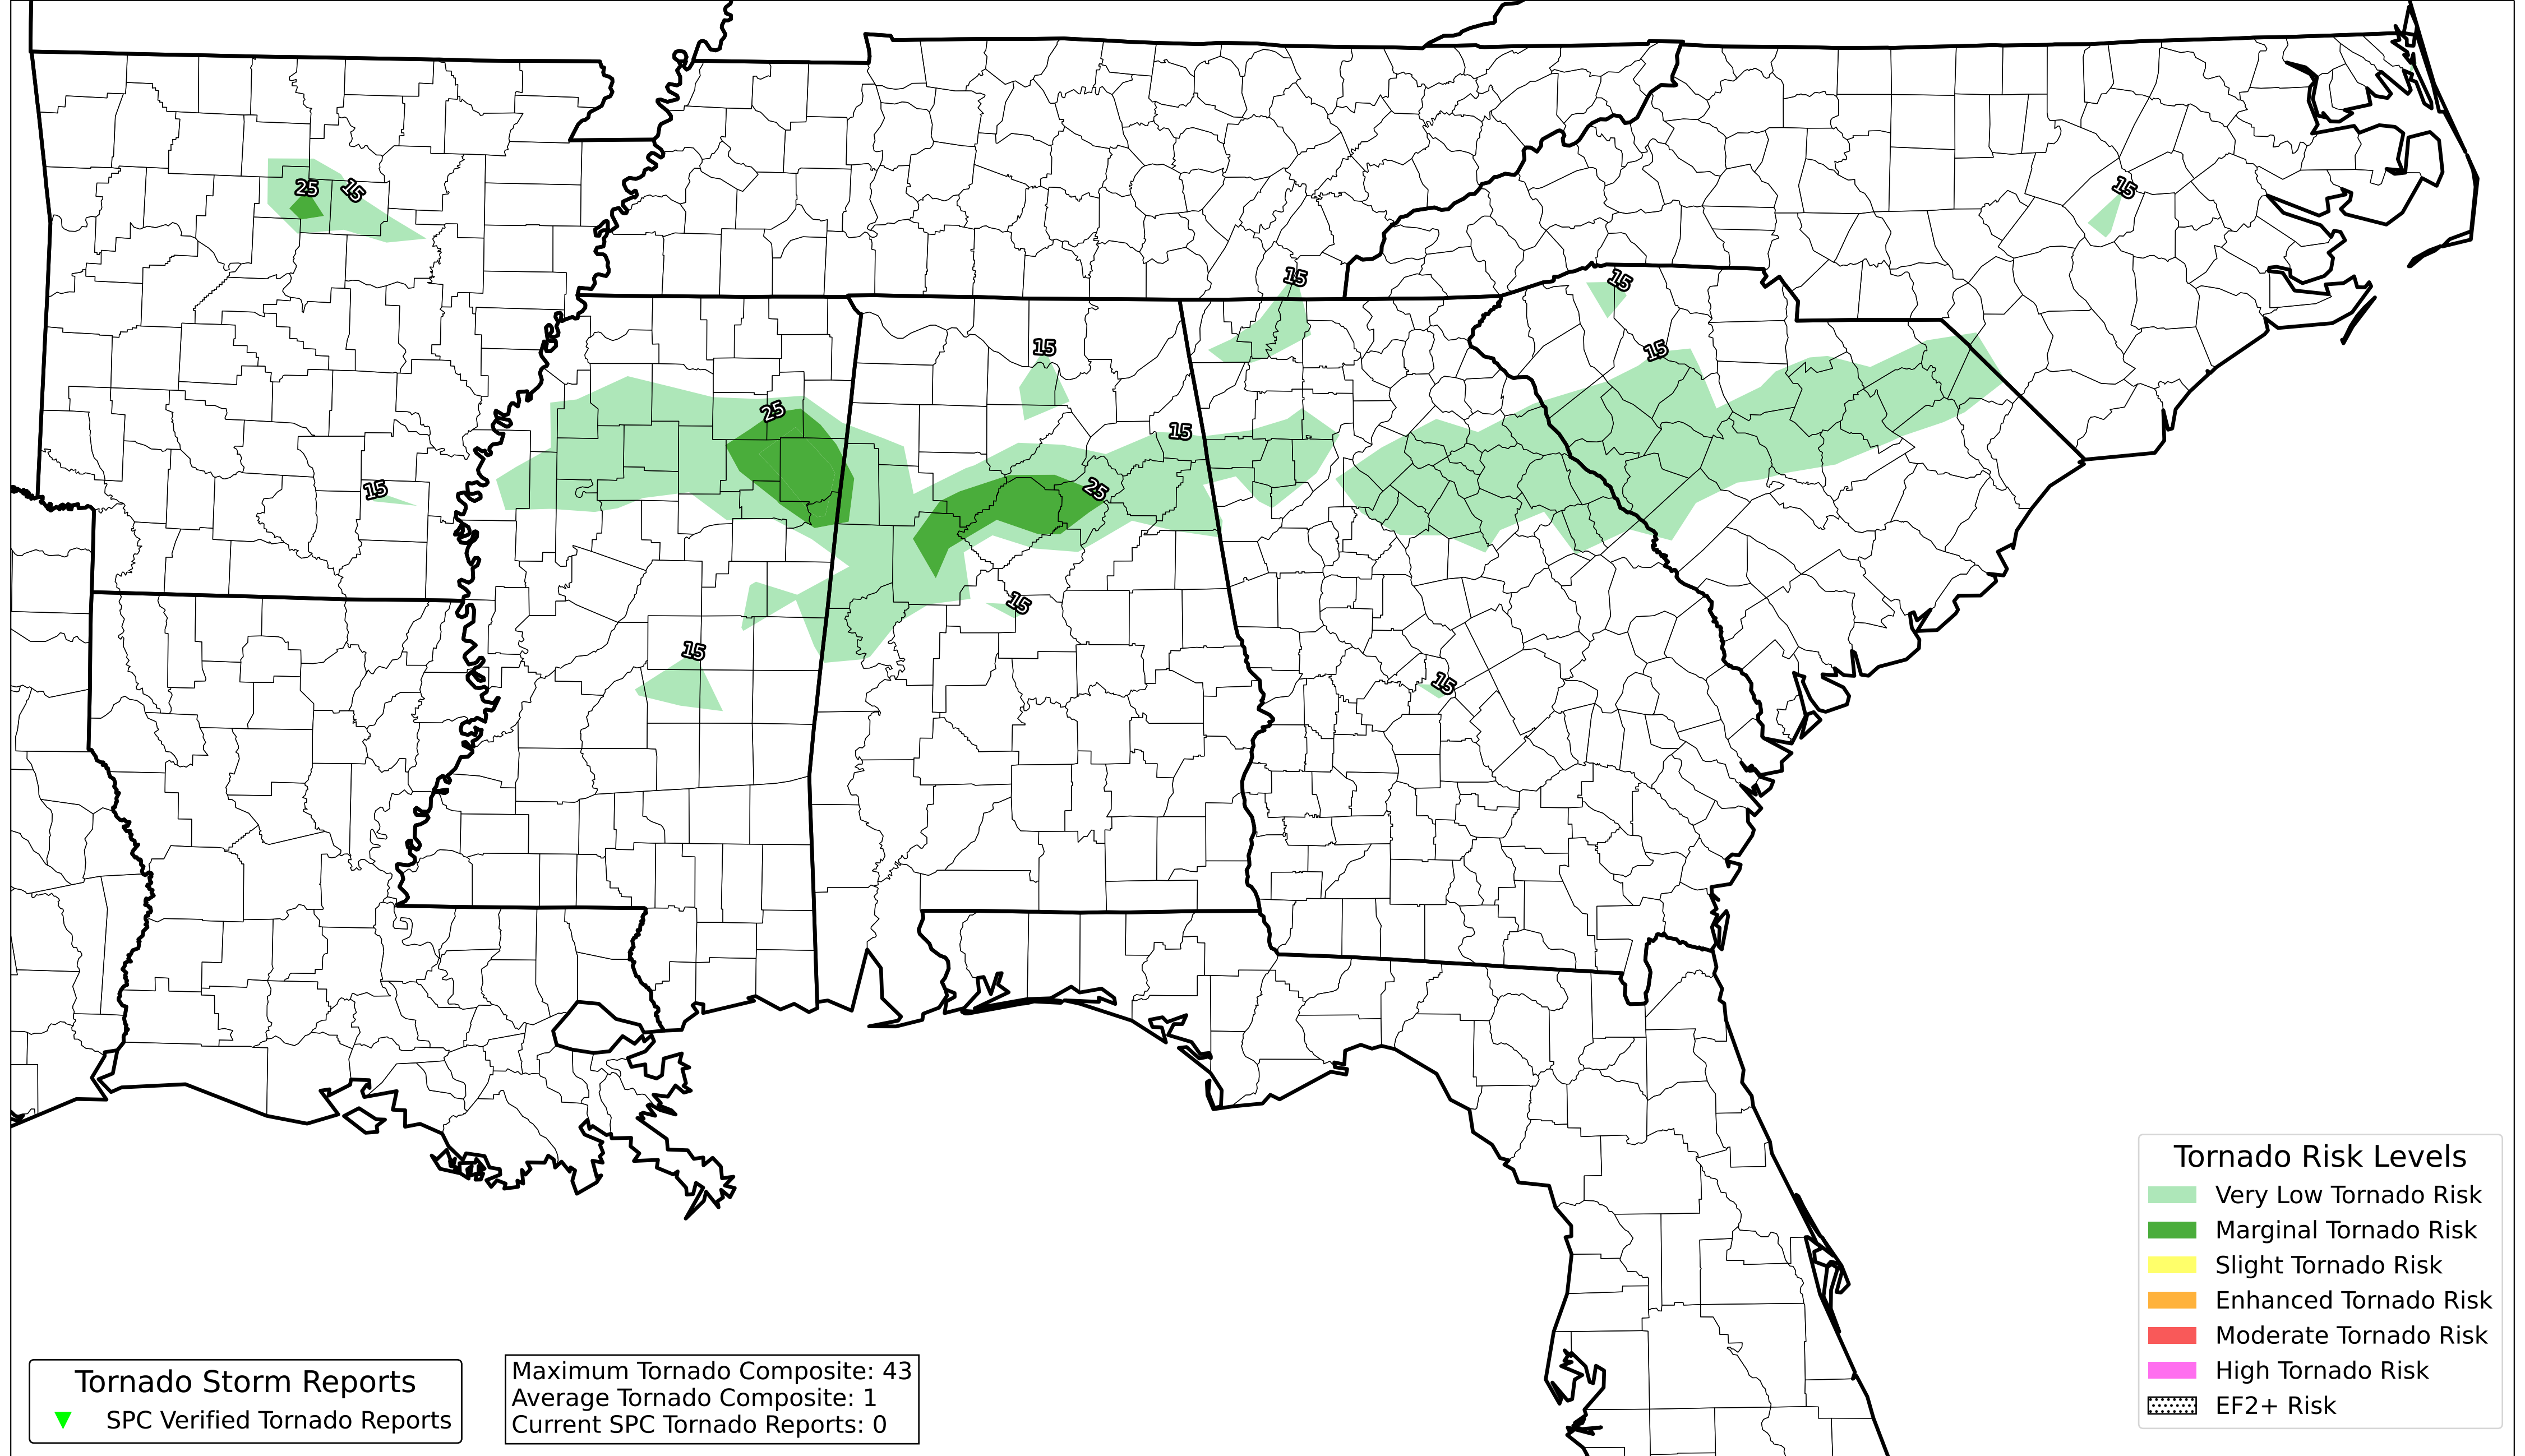 25
15
15
15
15
15
25
15
15
25
15
15
15
15
Tornado Risk Levels
Very Low Tornado Risk
Marginal Tornado Risk
Slight Tornado Risk
Enhanced Tornado Risk
Moderate Tornado Risk
High Tornado Risk
EF2+ Risk
Tornado Storm Reports
SPC Verified Tornado Reports
Maximum Tornado Composite: 43
Average Tornado Composite: 1
Current SPC Tornado Reports: 0